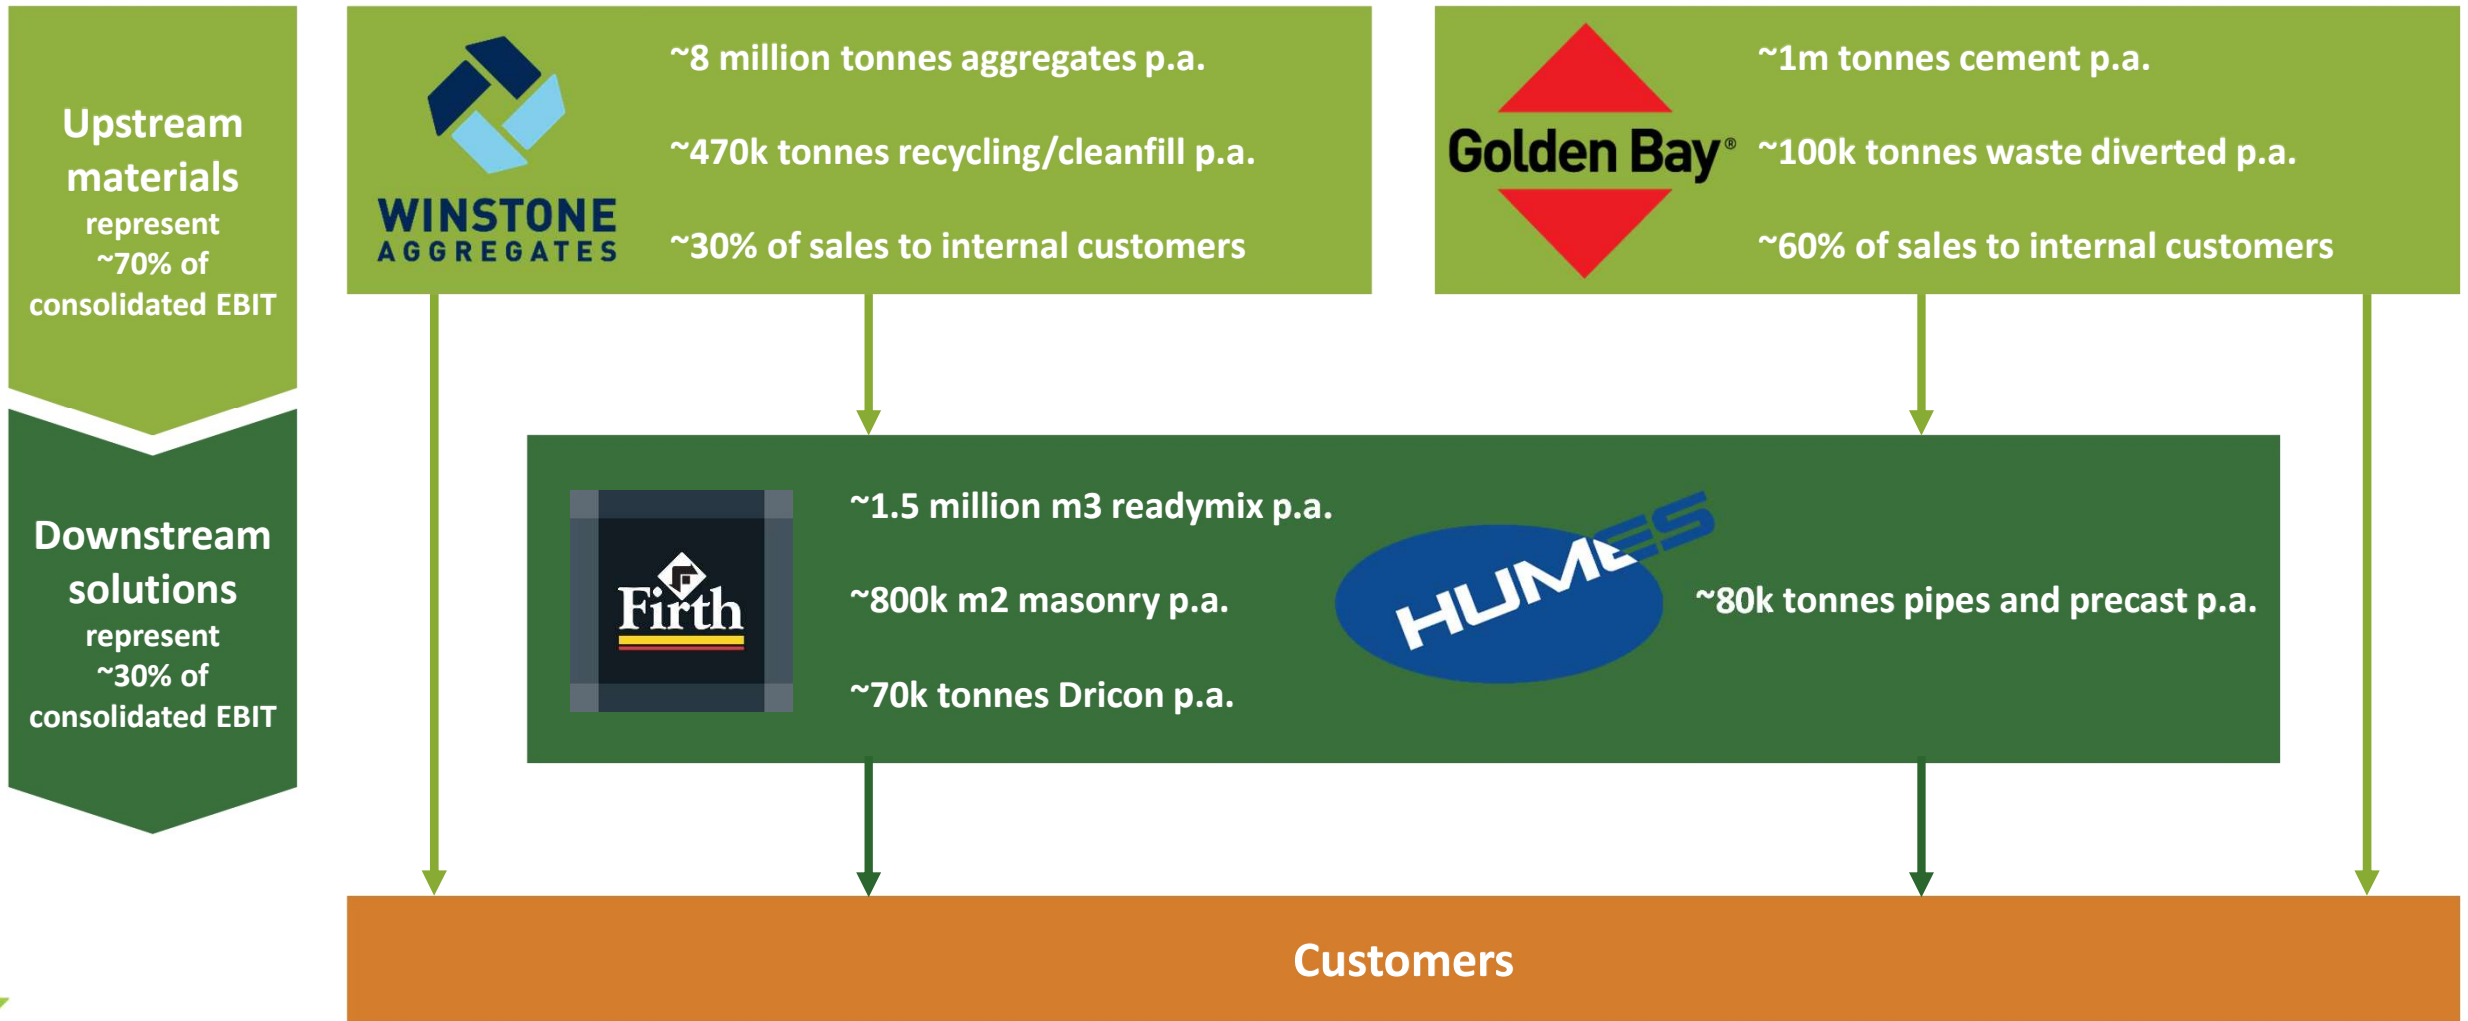 Upstream
materials
represent
~70% of
consolidated EBIT
WINSTONE
AGGREGATES
~8 million tonnes aggregates p.a.
~470k tonnes recycling/cleanfill p.a.
~30% of sales to internal customers
Golden Bay®
~1m tonnes cement p.a.
~100k tonnes waste diverted p.a.
~60% of sales to internal customers
Downstream
solutions
represent
~30% of
consolidated EBIT
Firth
~1.5 million m3 readymix p.a.
~800k m2 masonry p.a.
~70k tonnes Dricon p.a.
HUMES
~80k tonnes pipes and precast p.a.
Customers